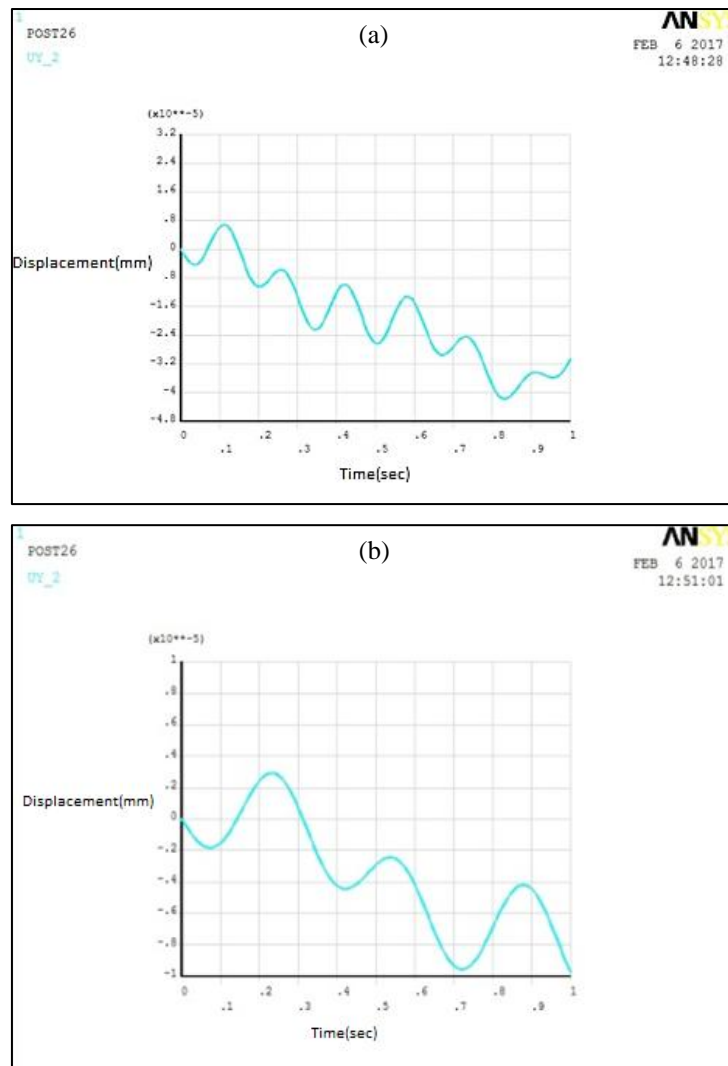 1
POST26
UY_2
(a)
ANSY
FEB 6 2017
12:48:28
(x10**-5)
3.2
2.4
1.6
.8
0
Displacement(mm)
.8
-1.6
-2.4
-3.2
-4
-4.8
0 .2 .4 .6 .8 1
.1 .3 .5 .7 .9
Time(sec)
1
POST26
UY_2
(b)
ANSY
FEB 6 2017
12:51:01
(x10**-5)
1
.8
.6
.4
.2
Displacement(mm)
0
-.2
-.4
-.6
-.8
-1
0 .2 .4 .6 .8 1
.1 .3 .5 .7 .9
Time(sec)